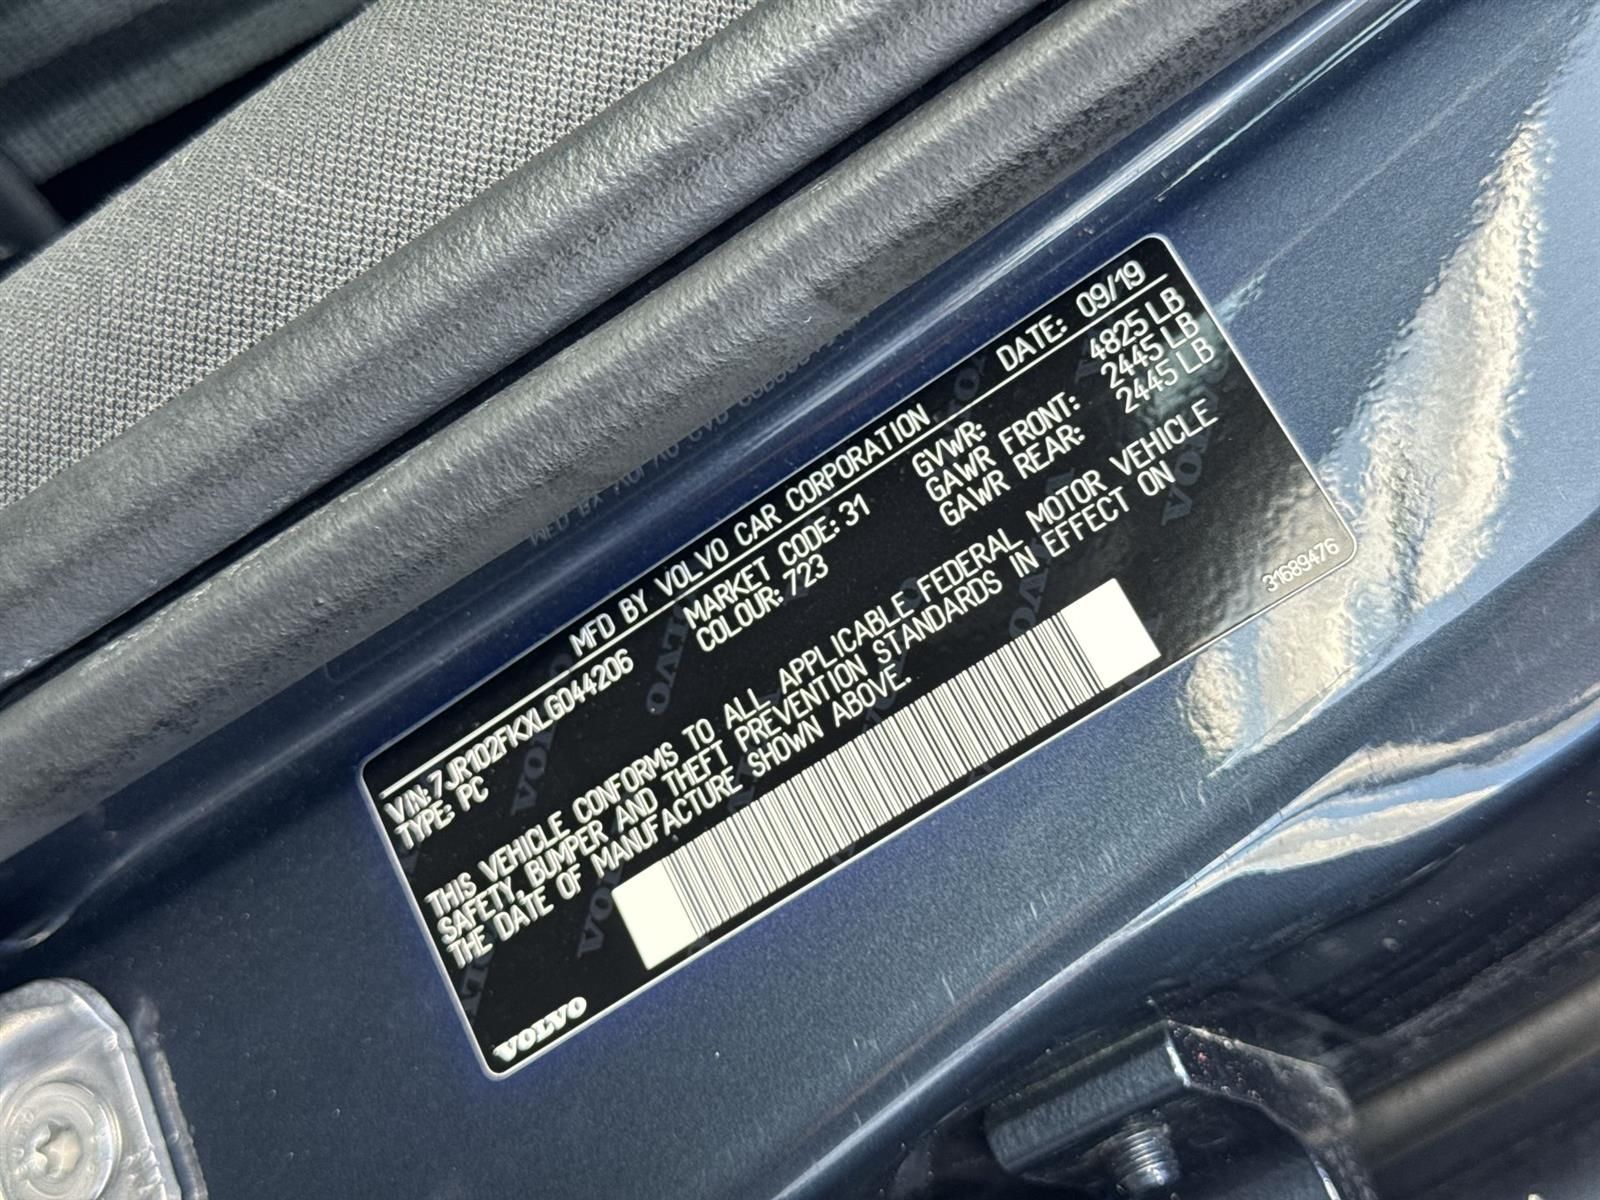 MFD BY VOLVO CAR CORPORATION DATE: 09/19
VIN: 7JR102FKXLG044206 MARKET CODE: 31 GVWR: 4825 LB
TYPE: PC COLOUR: 723 GAWR FRONT: 2445 LB
GAWR REAR: 2445 LB
THIS VEHICLE CONFORMS TO ALL APPLICABLE FEDERAL MOTOR VEHICLE
SAFETY, BUMPER AND THEFT PREVENTION STANDARDS IN EFFECT ON
THE DATE OF MANUFACTURE SHOWN ABOVE.
VOLVO
31689476